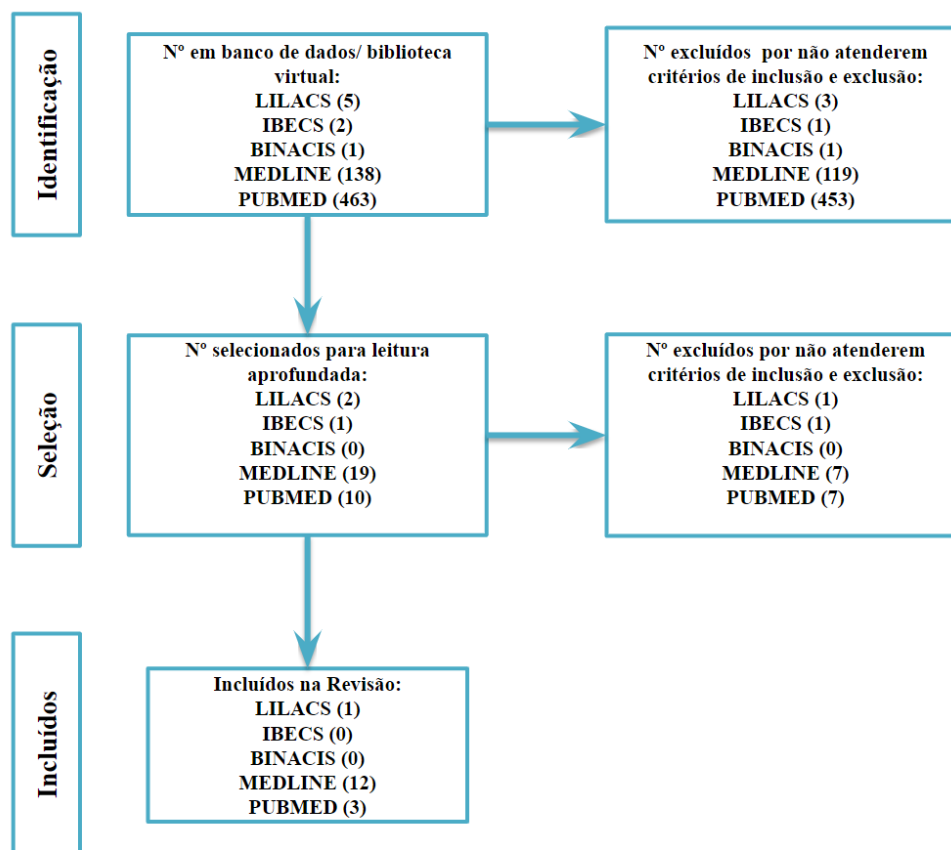 Identificação
Nº em banco de dados/ biblioteca
virtual:
LILACS (5)
IBECS (2)
BINACIS (1)
MEDLINE (138)
PUBMED (463)
Nº excluídos por não atenderem
critérios de inclusão e exclusão:
LILACS (3)
IBECS (1)
BINACIS (1)
MEDLINE (119)
PUBMED (453)
Seleção
Nº selecionados para leitura
aprofundada:
LILACS (2)
IBECS (1)
BINACIS (0)
MEDLINE (19)
PUBMED (10)
Nº excluídos por não atenderem
critérios de inclusão e exclusão:
LILACS (1)
IBECS (1)
BINACIS (0)
MEDLINE (7)
PUBMED (7)
Incluídos
Incluídos na Revisão:
LILACS (1)
IBECS (0)
BINACIS (0)
MEDLINE (12)
PUBMED (3)